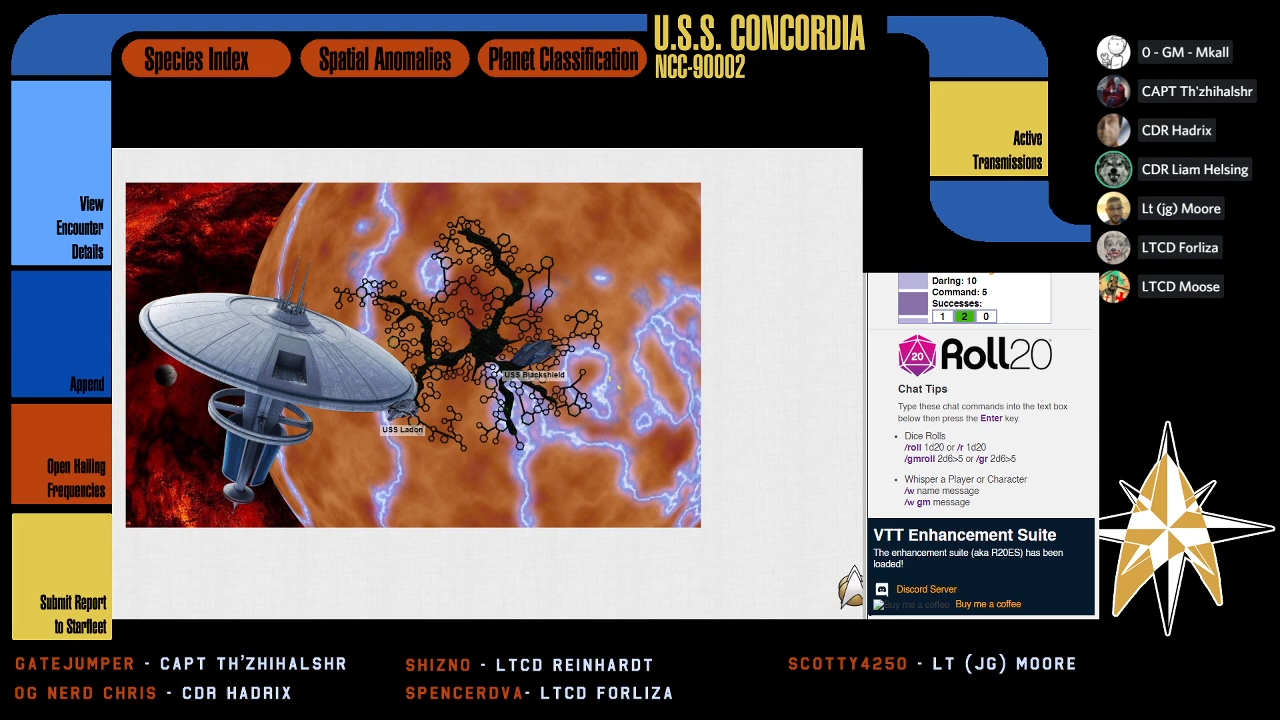 Species Index
Spatial Anomalies
Planet Classification
U.S.S. CONCORDIA
NCC-90002
View
Encounter
Details
Append
Open Hailing
Frequencies
Submit Report
to Starfleet
USS Blackshield
USS Ladon
Active
Transmissions
0 - GM - Mkall
CAPT Th'zhihalshr
CDR Hadrix
CDR Liam Helsing
Lt (jg) Moore
LTCD Forliza
LTCD Moose
Daring: 10
Command: 5
Successes:
1 2 0
20 Roll20
Chat Tips
Type these chat commands into the text box
below then press the Enter key.
• Dice Rolls
/roll 1d20 or /r 1d20
/gmroll 2d6>5 or /gr 2d6>5
• Whisper a Player or Character
/w name message
/w gm message
VTT Enhancement Suite
The enhancement suite (aka R20ES) has been
loaded!
Discord Server
Buy me a coffee Buy me a coffee
GATEJUMPER - CAPT TH'ZHIHALSHR
OG NERD CHRIS - CDR HADRIX
SHIZNO - LTCD REINHARDT
SPENCERDVA- LTCD FORLIZA
SCOTTY4250 - LT (JG) MOORE